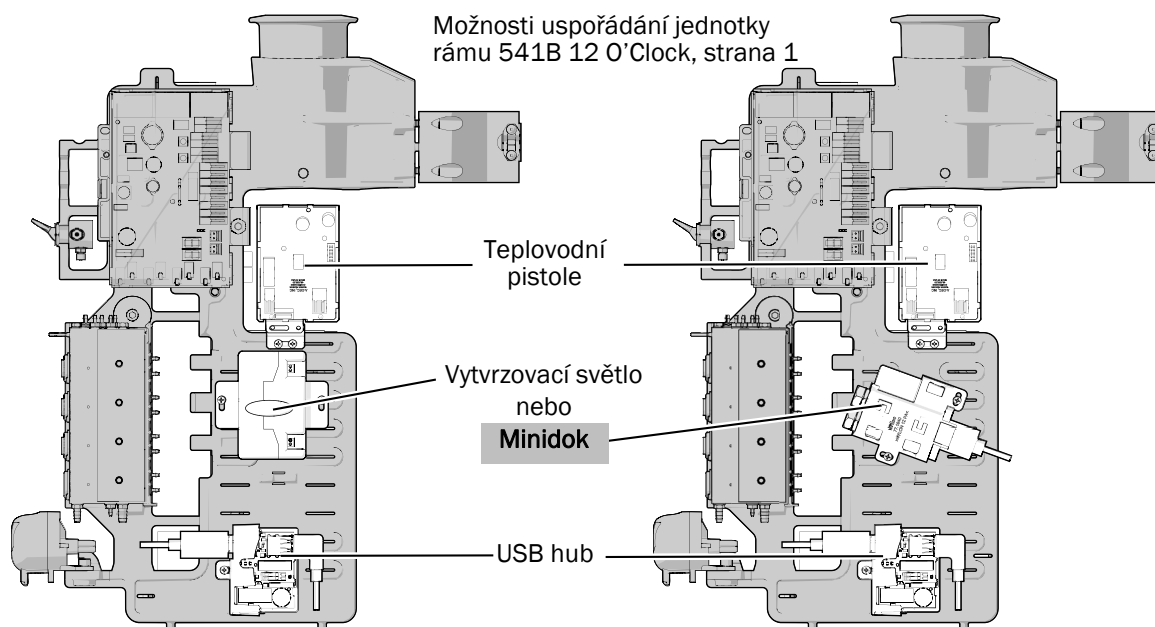 Možnosti uspořádání jednotky
rámu 541B 12 O’Clock, strana 1
Teplovodní
pistole
Vytvrzovací světlo
nebo
Minidok
USB hub